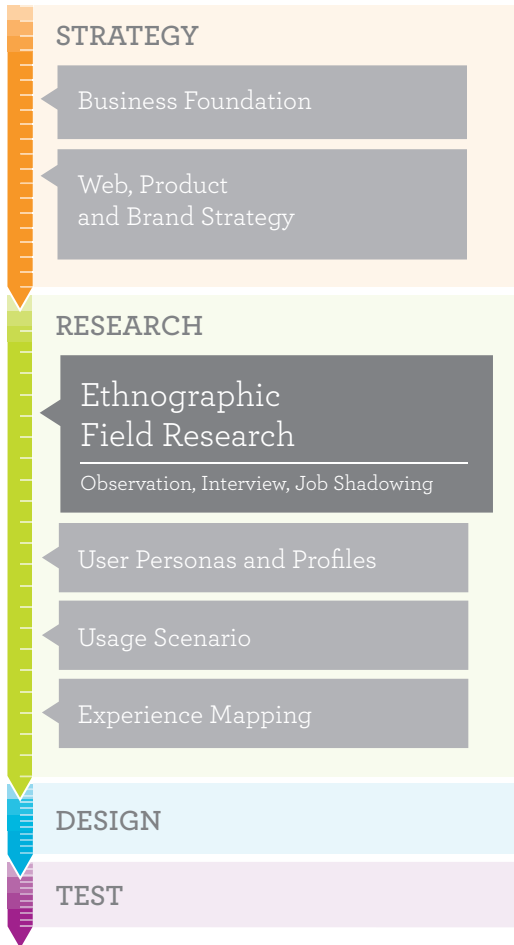 STRATEGY
Business Foundation
Web, Product
and Brand Strategy
RESEARCH
Ethnographic
Field Research
Observation, Interview, Job Shadowing
User Personas and Profiles
Usage Scenario
Experience Mapping
DESIGN
TEST